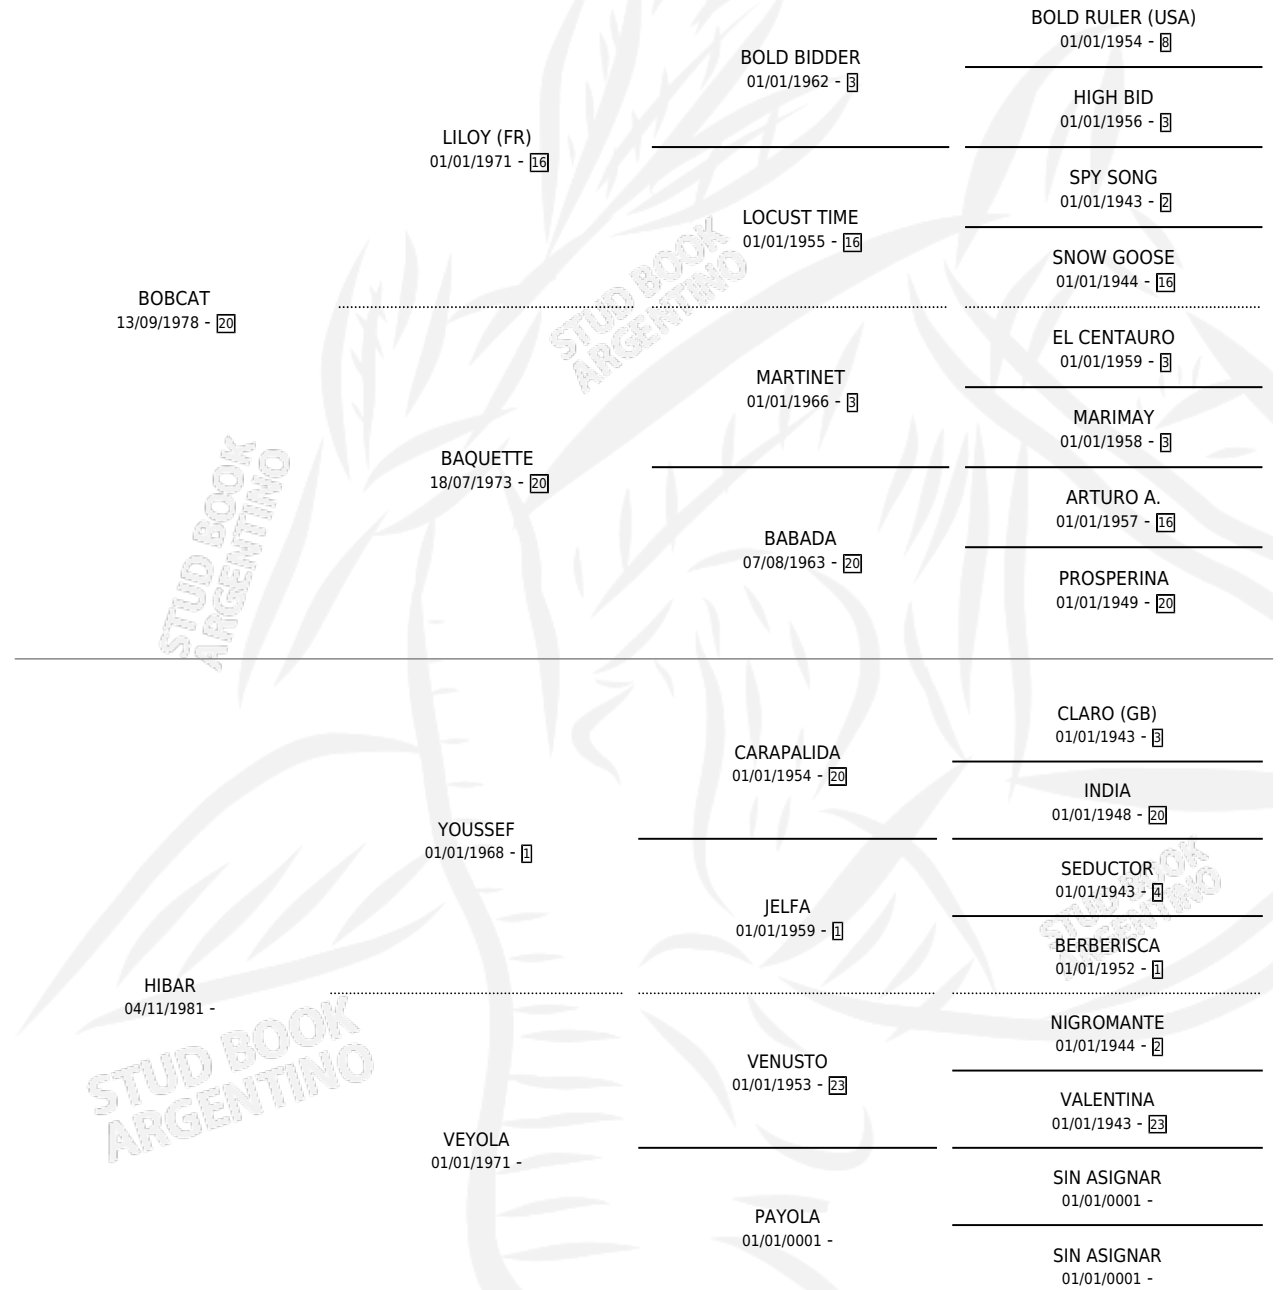 BOLD RULER (USA)
01/01/1954 - 8
BOLD BIDDER
01/01/1962 - 3
HIGH BID
01/01/1956 - 3
LILOY (FR)
01/01/1971 - 16
SPY SONG
01/01/1943 - 2
LOCUST TIME
01/01/1955 - 16
SNOW GOOSE
01/01/1944 - 16
BOBCAT
13/09/1978 - 20
STUD BOOK
ARGENTINO
EL CENTAURO
01/01/1959 - 3
MARTINET
01/01/1966 - 3
MARIMAY
01/01/1958 - 3
BAQUETTE
18/07/1973 - 20
ARTURO A.
01/01/1957 - 16
BABADA
07/08/1963 - 20
PROSPERINA
01/01/1949 - 20
STUD BOOK
ARGENTINO
CLARO (GB)
01/01/1943 - 3
CARAPALIDA
01/01/1954 - 20
INDIA
01/01/1948 - 20
YOUSSEF
01/01/1968 - 1
SEDUCTOR
01/01/1943 - 4
JELFA
01/01/1959 - 1
STUD BOOK
ARGENTINO
BERBERISCA
01/01/1952 - 1
HIBAR
04/11/1981 -
NIGROMANTE
01/01/1944 - 2
VENUSTO
01/01/1953 - 23
STUD BOOK
ARGENTINO
VALENTINA
01/01/1943 - 23
VEYOLA
01/01/1971 -
SIN ASIGNAR
01/01/0001 -
PAYOLA
01/01/0001 -
SIN ASIGNAR
01/01/0001 -